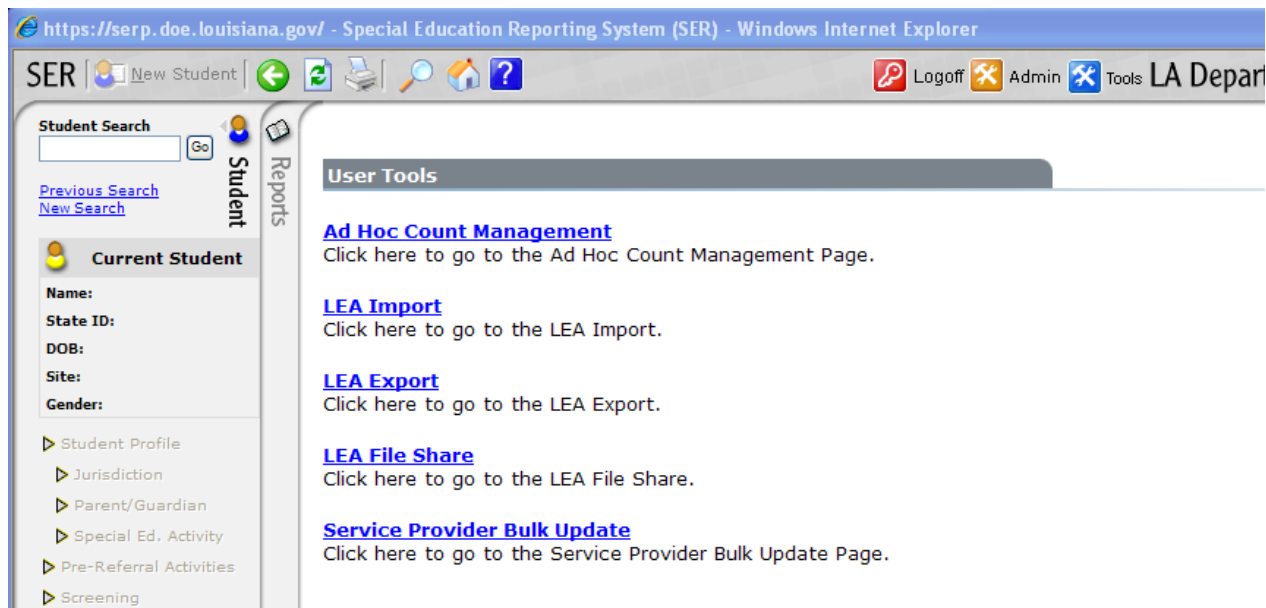 https://serp.doe.louisiana.gov/ - Special Education Reporting System (SER) - Windows Internet Explorer
SER New Student ? Logoff Admin Tools LA Depart
Student Search
Go
Previous Search
New Search
Student
Reports
Current Student
Name:
State ID:
DOB:
Site:
Gender:
Student Profile
Jurisdiction
Parent/Guardian
Special Ed. Activity
Pre-Referral Activities
Screening
User Tools
Ad Hoc Count Management
Click here to go to the Ad Hoc Count Management Page.
LEA Import
Click here to go to the LEA Import.
LEA Export
Click here to go to the LEA Export.
LEA File Share
Click here to go to the LEA File Share.
Service Provider Bulk Update
Click here to go to the Service Provider Bulk Update Page.